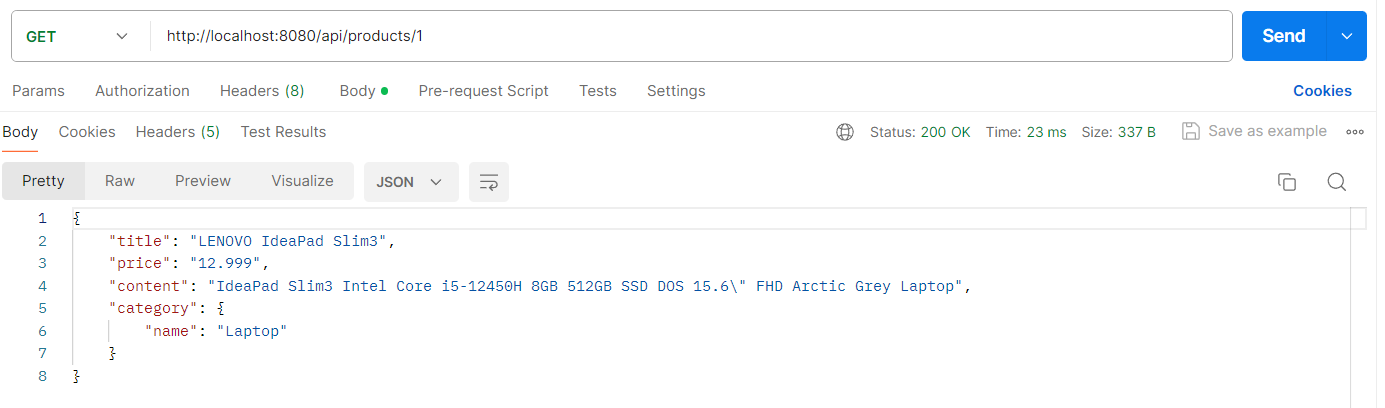 GET http://localhost:8080/api/products/1 Send
Params Authorization Headers (8) Body Pre-request Script Tests Settings Cookies
Body Cookies Headers (5) Test Results Status: 200 OK Time: 23 ms Size: 337 B Save as example
Pretty Raw Preview Visualize JSON
1 {
2 "title": "LENOVO IdeaPad Slim3",
3 "price": "12.999",
4 "content": "IdeaPad Slim3 Intel Core i5-12450H 8GB 512GB SSD DOS 15.6\" FHD Arctic Grey Laptop",
5 "category": {
6 "name": "Laptop"
7 }
8 }